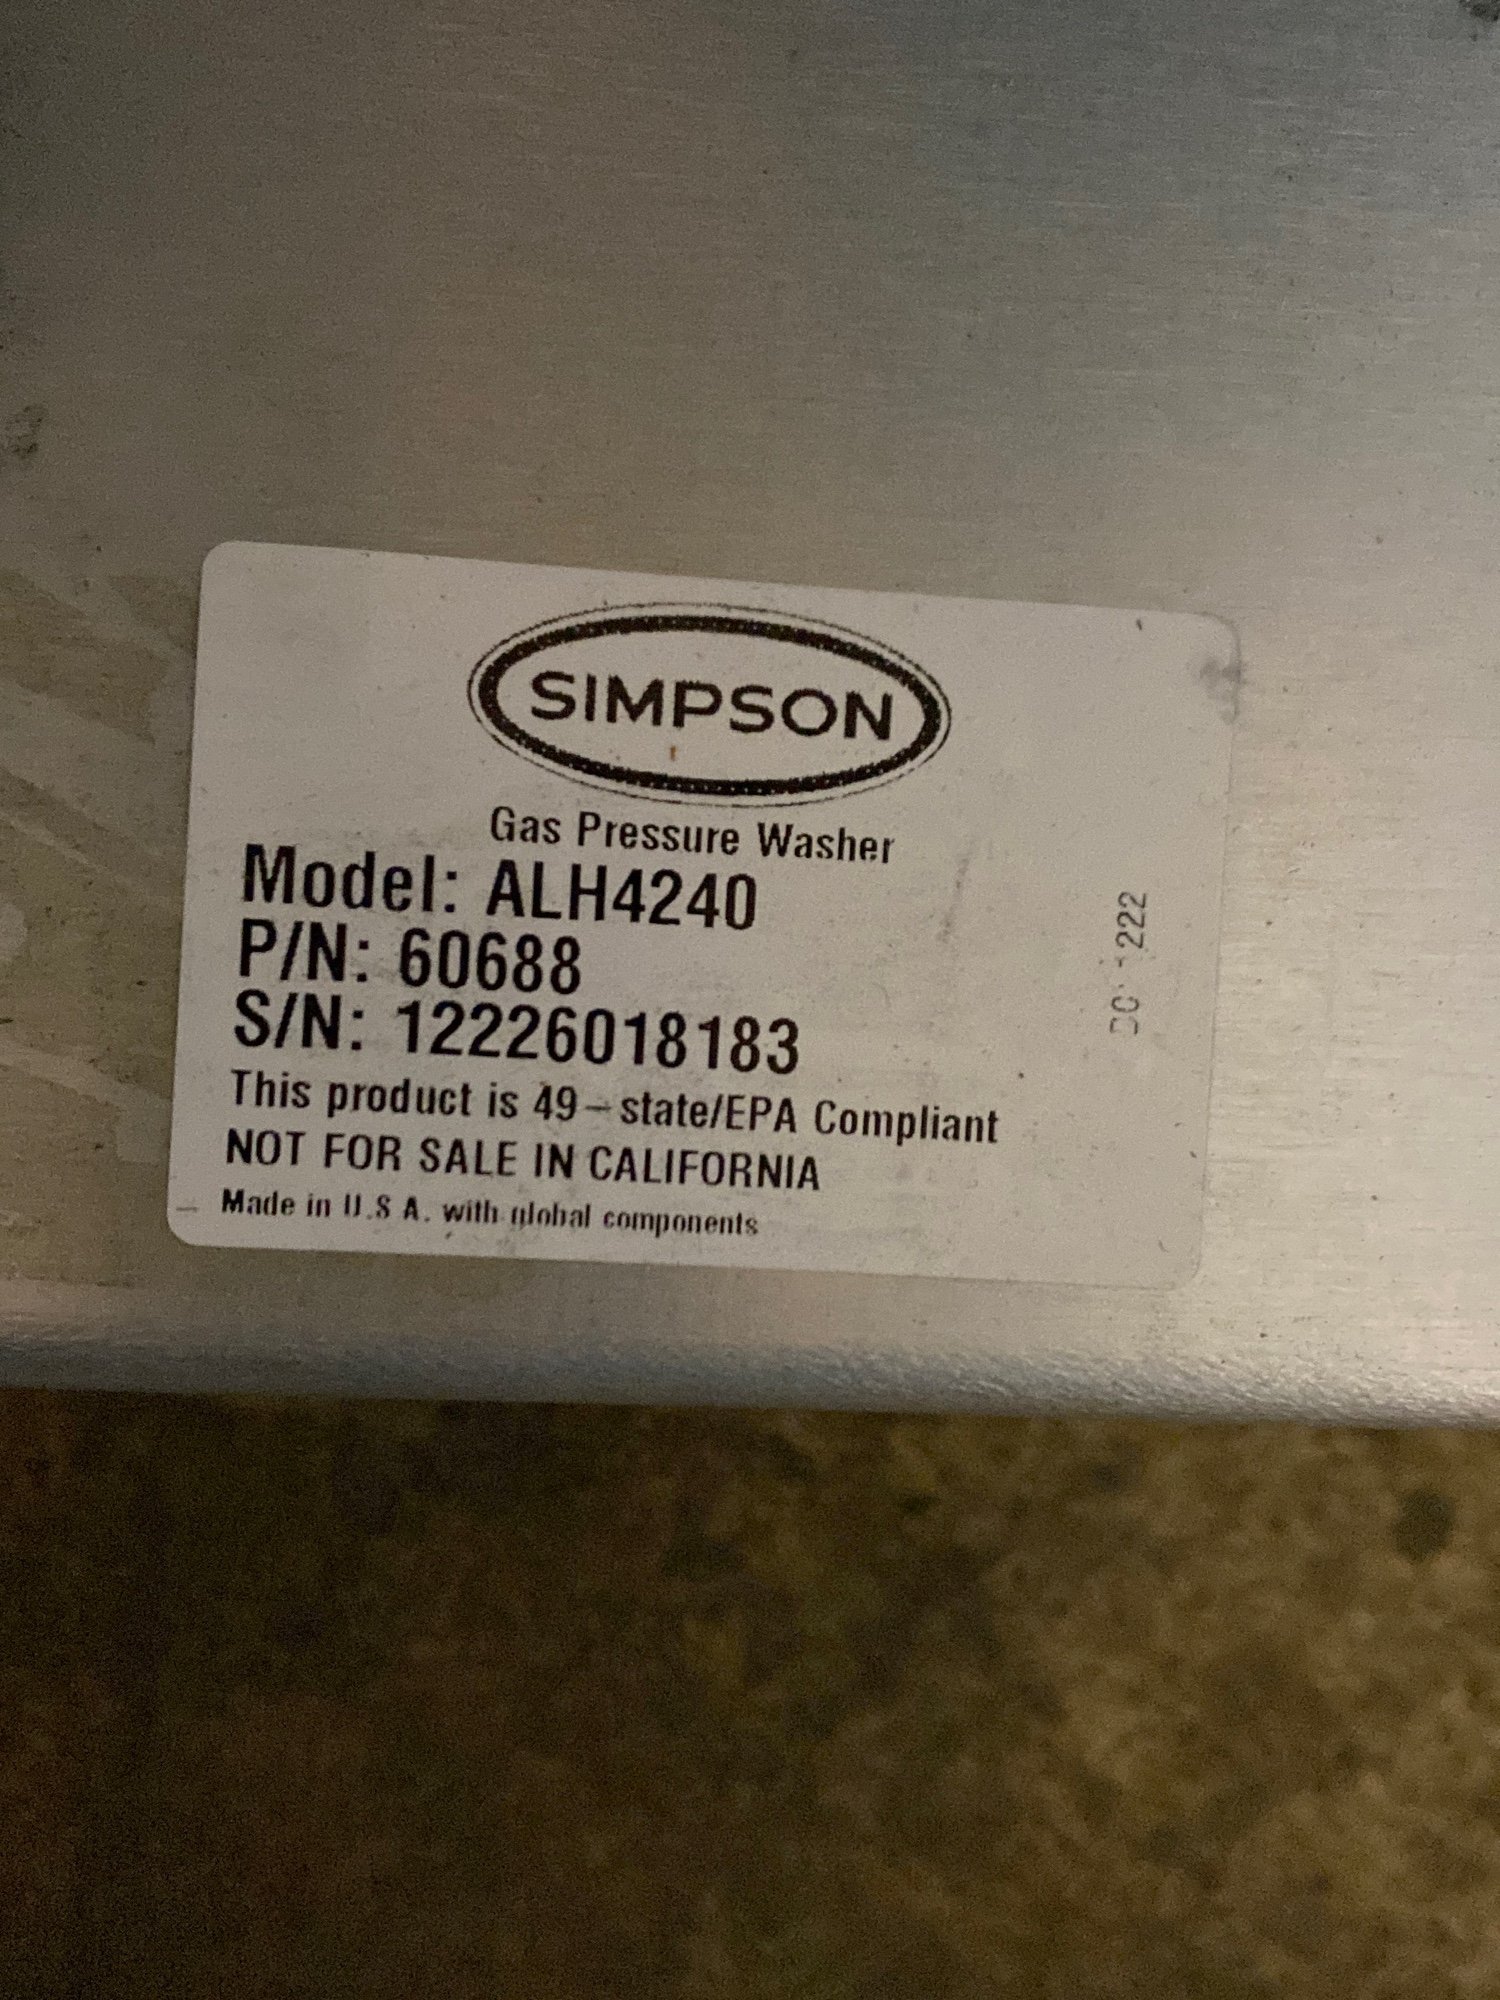 SIMPSON
Gas Pressure Washer
Model: ALH4240
P/N: 60688
S/N: 12226018183
This product is 49-state/EPA Compliant
NOT FOR SALE IN CALIFORNIA
Made in U.S A. with global components